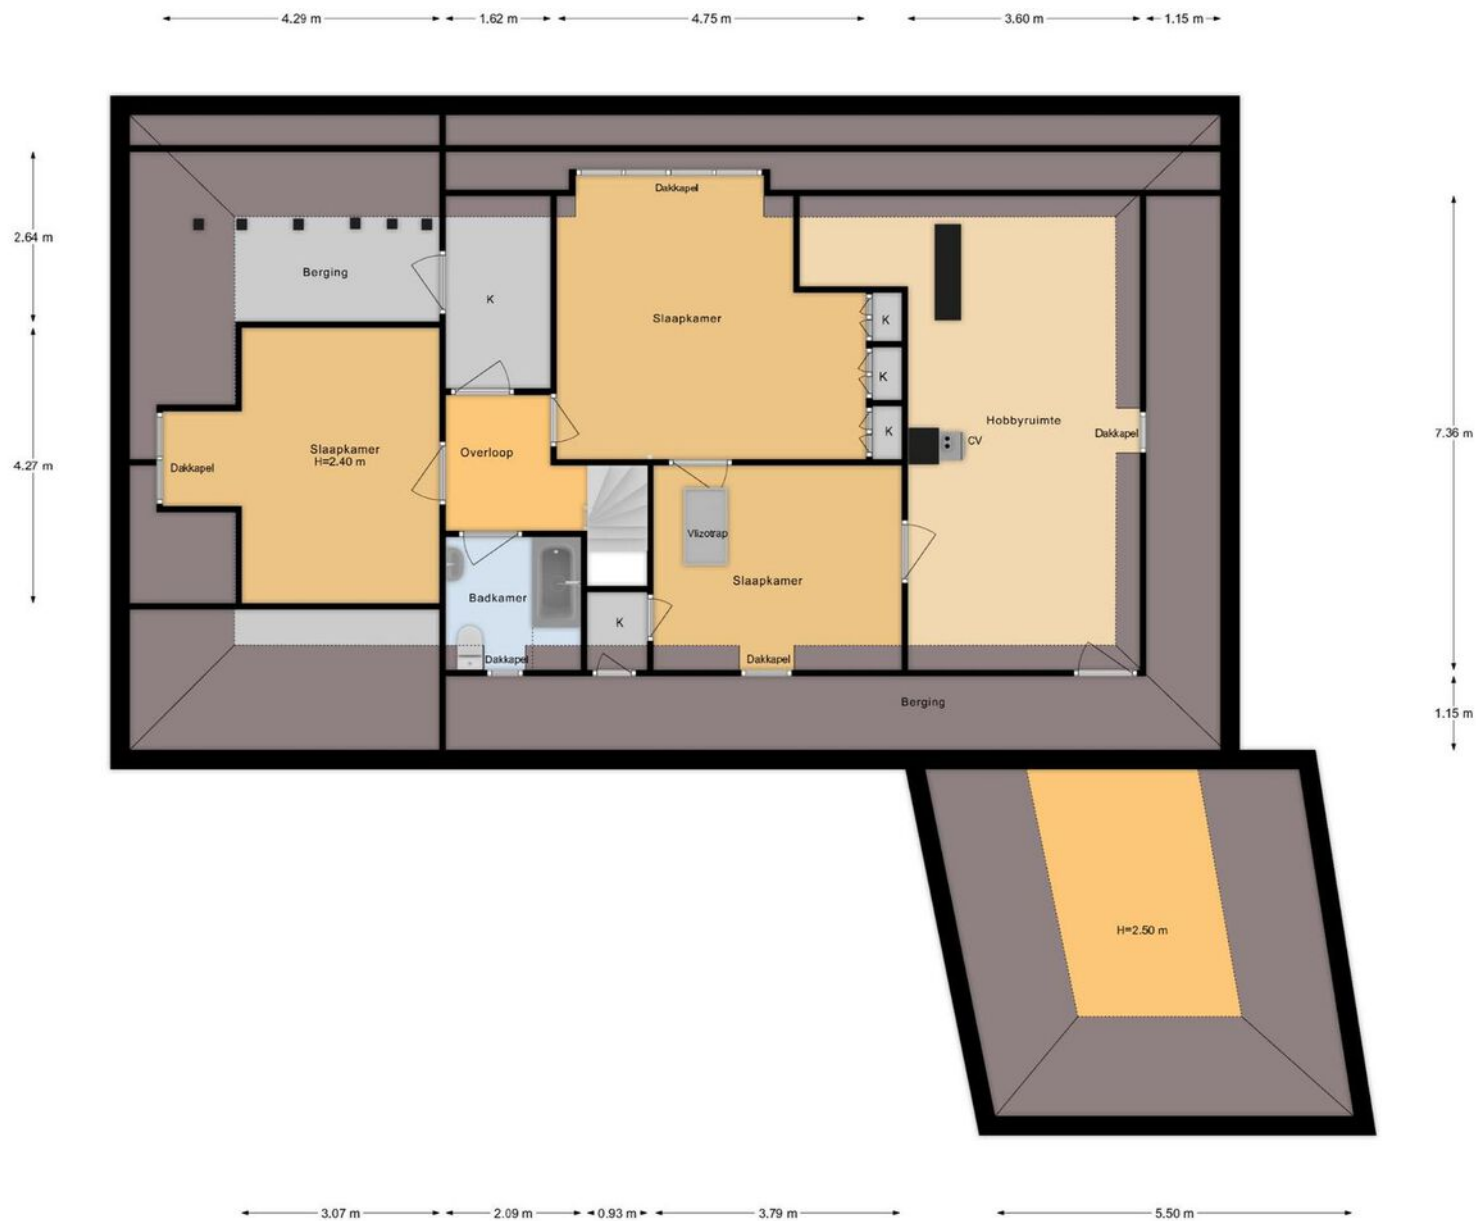 4.29 m 1.62 m 4.75 m 3.60 m 1.15 m
Dakkapel
2.64 m
Berging
K
Slaapkamer
K
K
Hobbyruimte
Dakkapel
7.36 m
K
CV
Slaapkamer
H=2.40 m
Overloop
4.27 m
Dakkapel
Vlizotrap
Slaapkamer
Badkamer
K
Dakkapel
Dakkapel
Berging
1.15 m
H=2.50 m
3.07 m 2.09 m 0.93 m 3.79 m 5.50 m